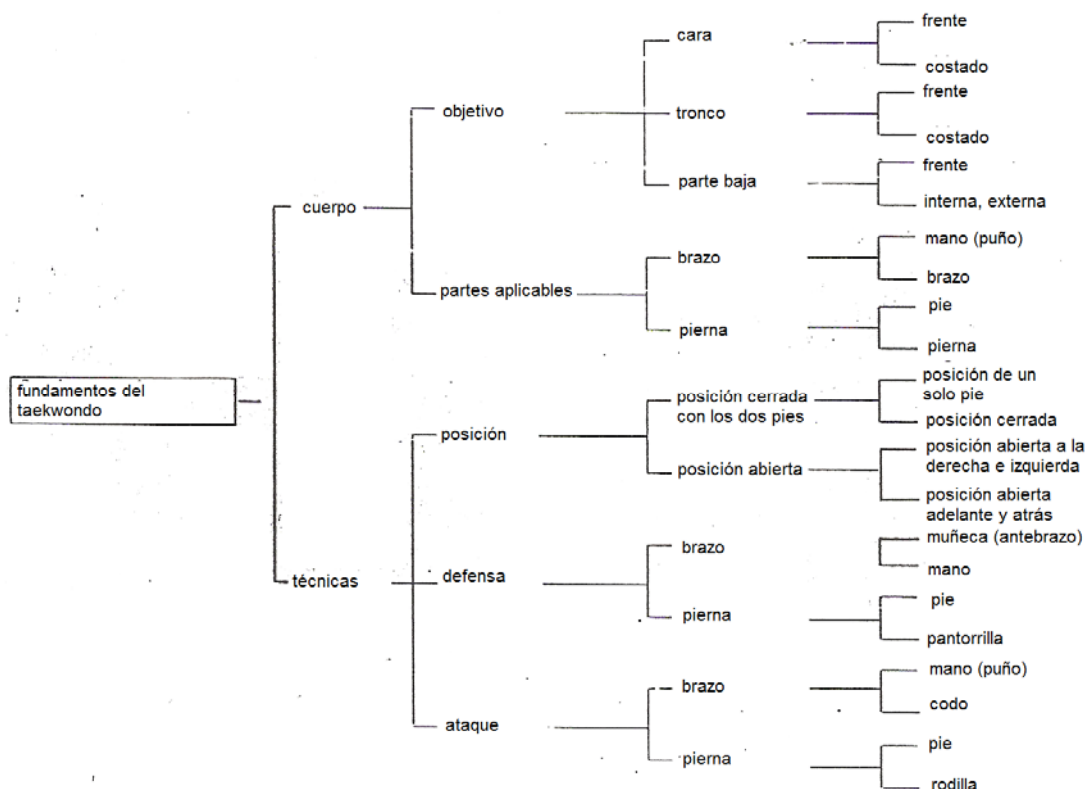 frente
cara
costado
frente
objetivo
tronco
costado
frente
parte baja
cuerpo
interna, externa
mano (puño)
brazo
brazo
partes aplicables
pie
pierna
pierna
fundamentos del
taekwondo
posición de un
solo pie
posición cerrada
con los dos pies
posición cerrada
posición
posición abierta a la
derecha e izquierda
posición abierta
posición abierta
adelante y atrás
muñeca (antebrazo)
brazo
mano
técnicas
defensa
pie
pierna
pantorrilla
mano (puño)
brazo
codo
ataque
pie
pierna
rodilla